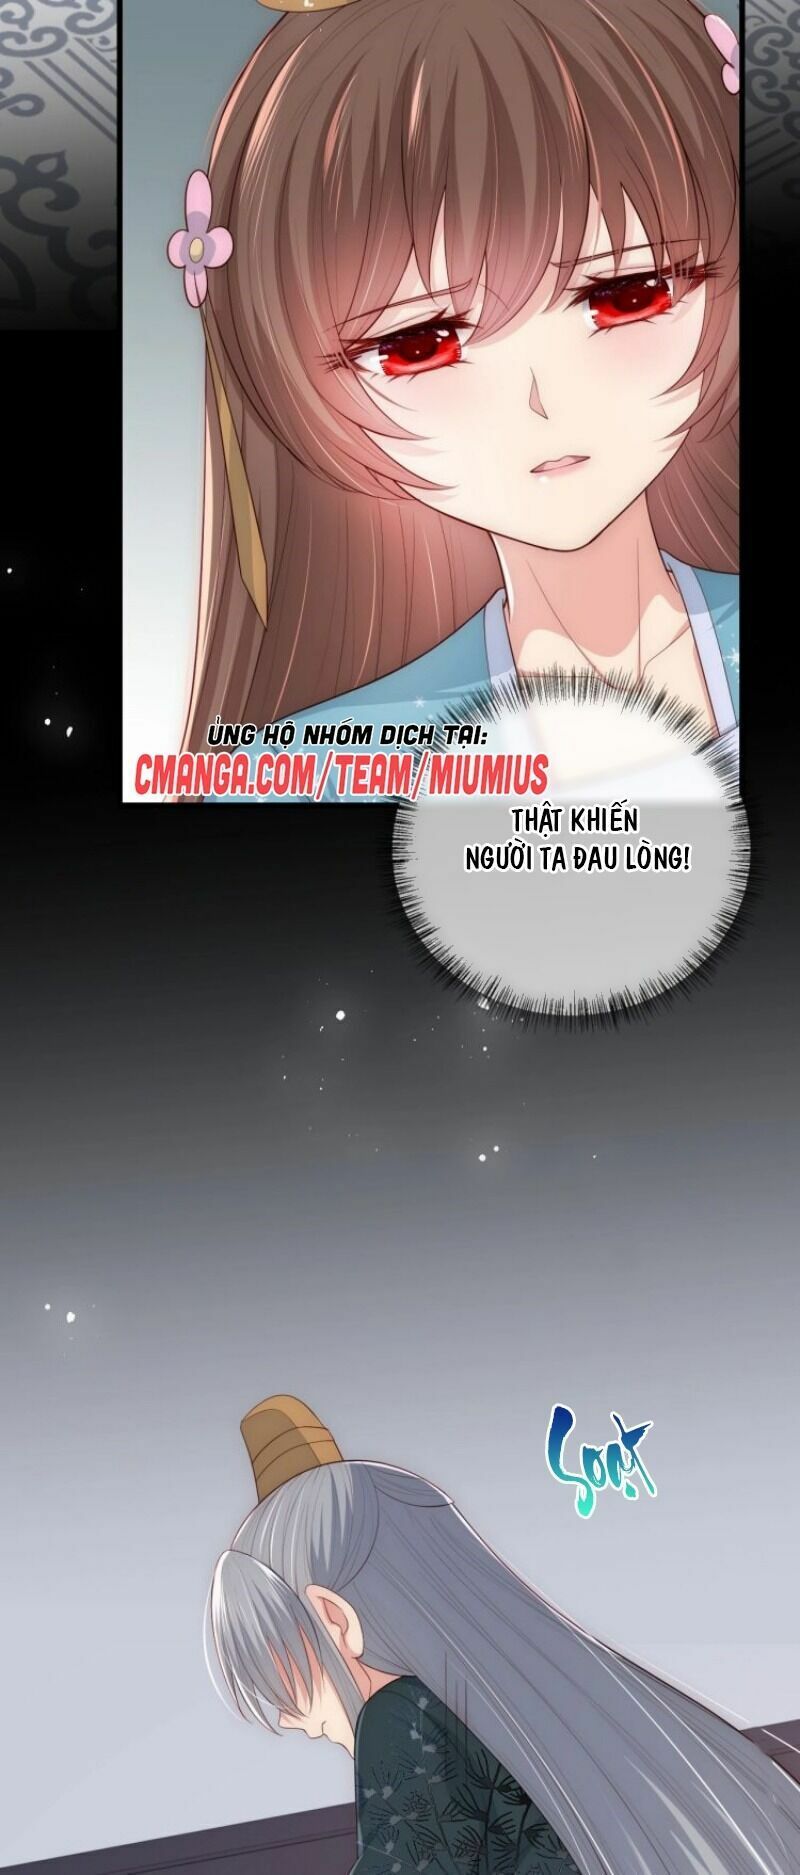 ỦNG HỘ NHÓM DỊCH TẠI:
CMANGA.COM/TEAM/MIUMIUS
THẬT KHIẾN
NGƯỜI TA ĐAU LÒNG!
Soạt